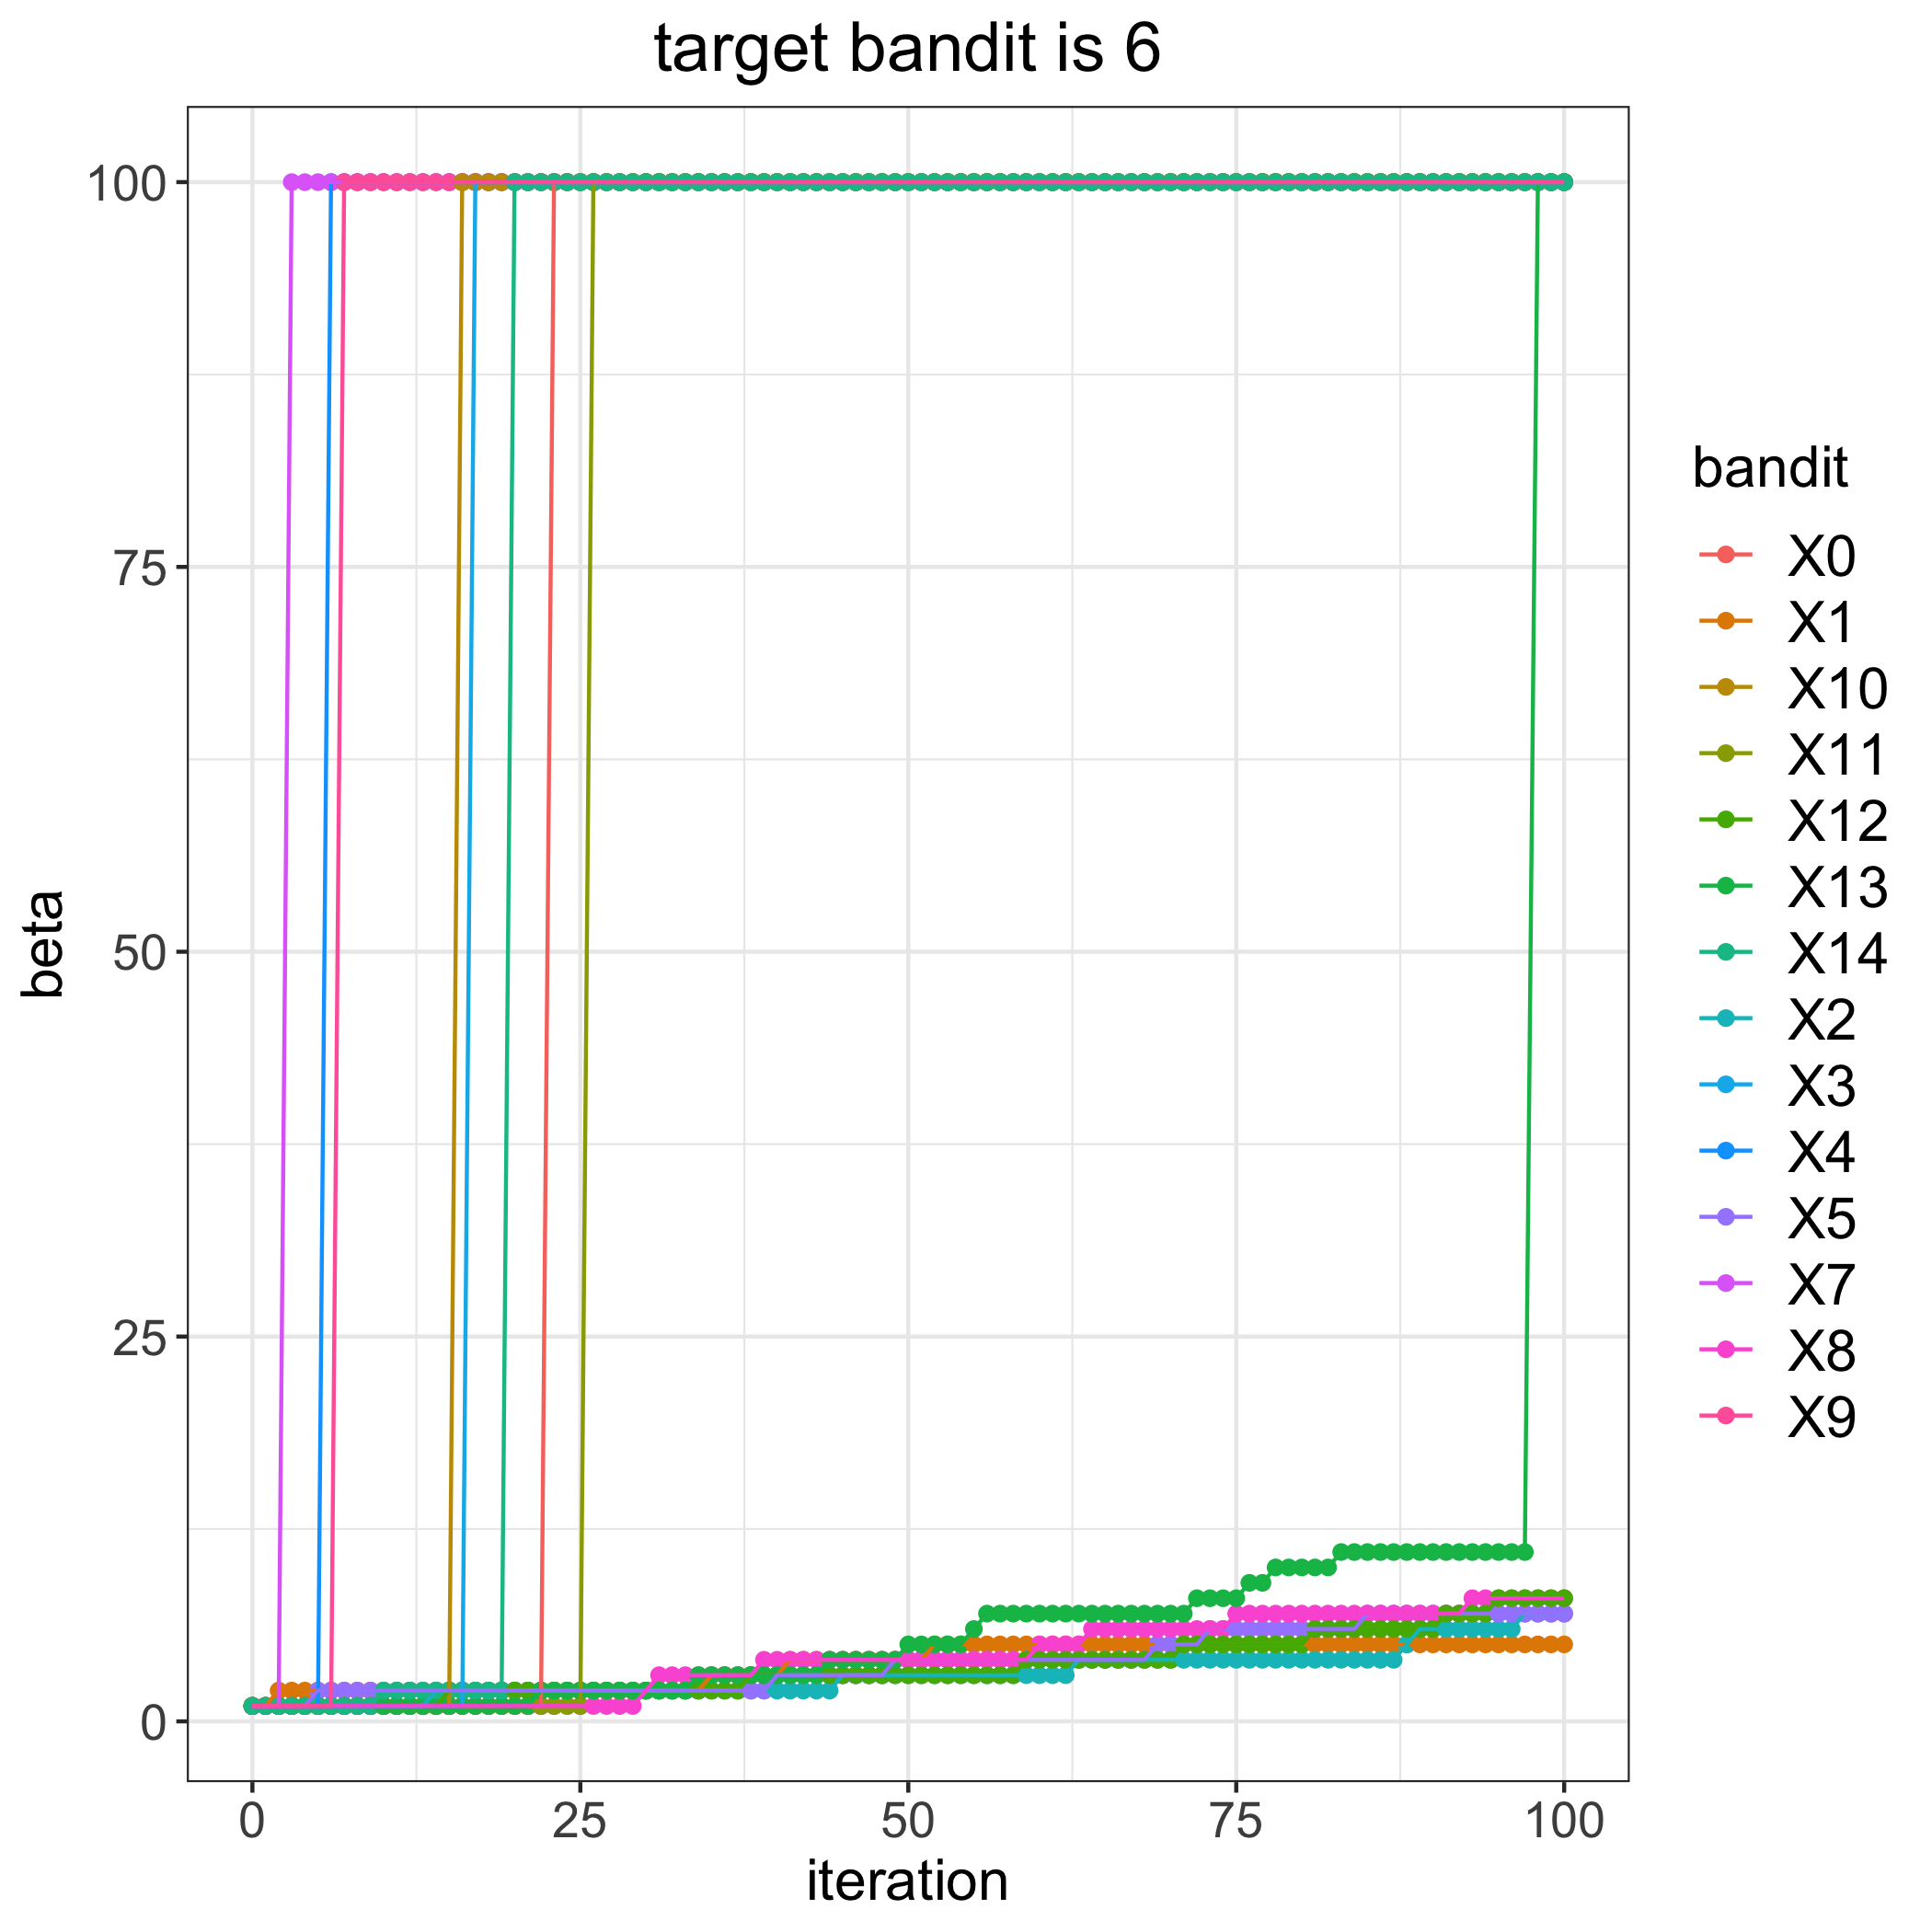 target bandit is 6
100
75
50
25
0
beta
0 25 50 75 100
iteration
bandit
X0
X1
X10
X11
X12
X13
X14
X2
X3
X4
X5
X7
X8
X9